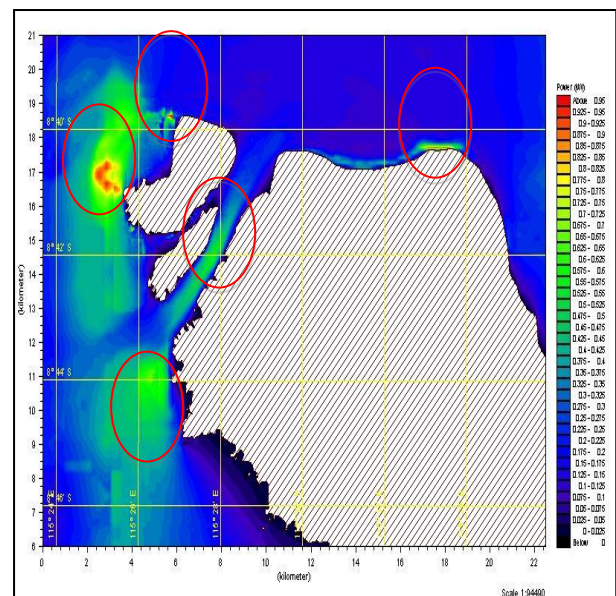 21
20
19
18
17
16
15
14
13
12
11
10
9
8
7
6
(kilometer)
8°40' S
8°42' S
8°44' S
115°24' E
115°26' E
115°28' E
0
2
4
6
8
10
12
14
16
18
20
22
(kilometer)
Scale 1:94490
Power (kW)
Above 0.95
0.925 - 0.95
0.9 - 0.925
0.875 - 0.9
0.85 - 0.875
0.825 - 0.85
0.8 - 0.825
0.775 - 0.8
0.75 - 0.775
0.725 - 0.75
0.7 - 0.725
0.675 - 0.7
0.65 - 0.675
0.625 - 0.65
0.6 - 0.625
0.575 - 0.6
0.55 - 0.575
0.525 - 0.55
0.5 - 0.525
0.475 - 0.5
0.45 - 0.475
0.425 - 0.45
0.4 - 0.425
0.375 - 0.4
0.35 - 0.375
0.325 - 0.35
0.3 - 0.325
0.275 - 0.3
0.25 - 0.275
0.225 - 0.25
0.2 - 0.225
0.175 - 0.2
0.15 - 0.175
0.125 - 0.15
0.1 - 0.125
0.075 - 0.1
0.05 - 0.075
0.025 - 0.05
0 - 0.025
Below 0